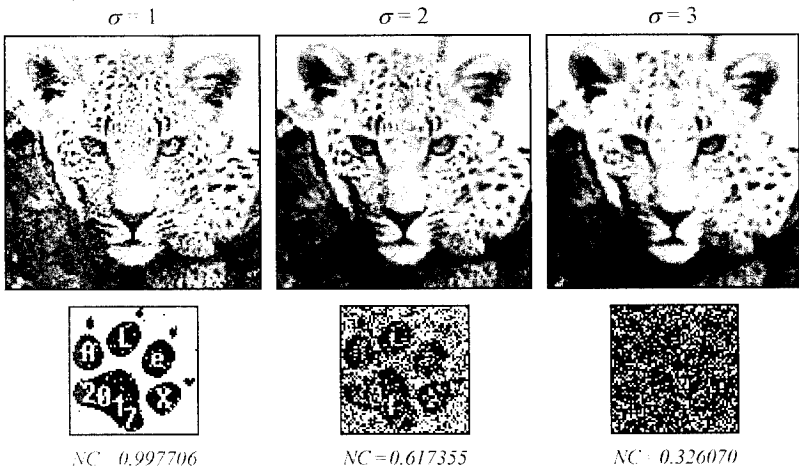 σ = 1 σ = 2 σ = 3
A L e X
2017
NC = 0.997706 NC = 0.617355 NC = 0.326070